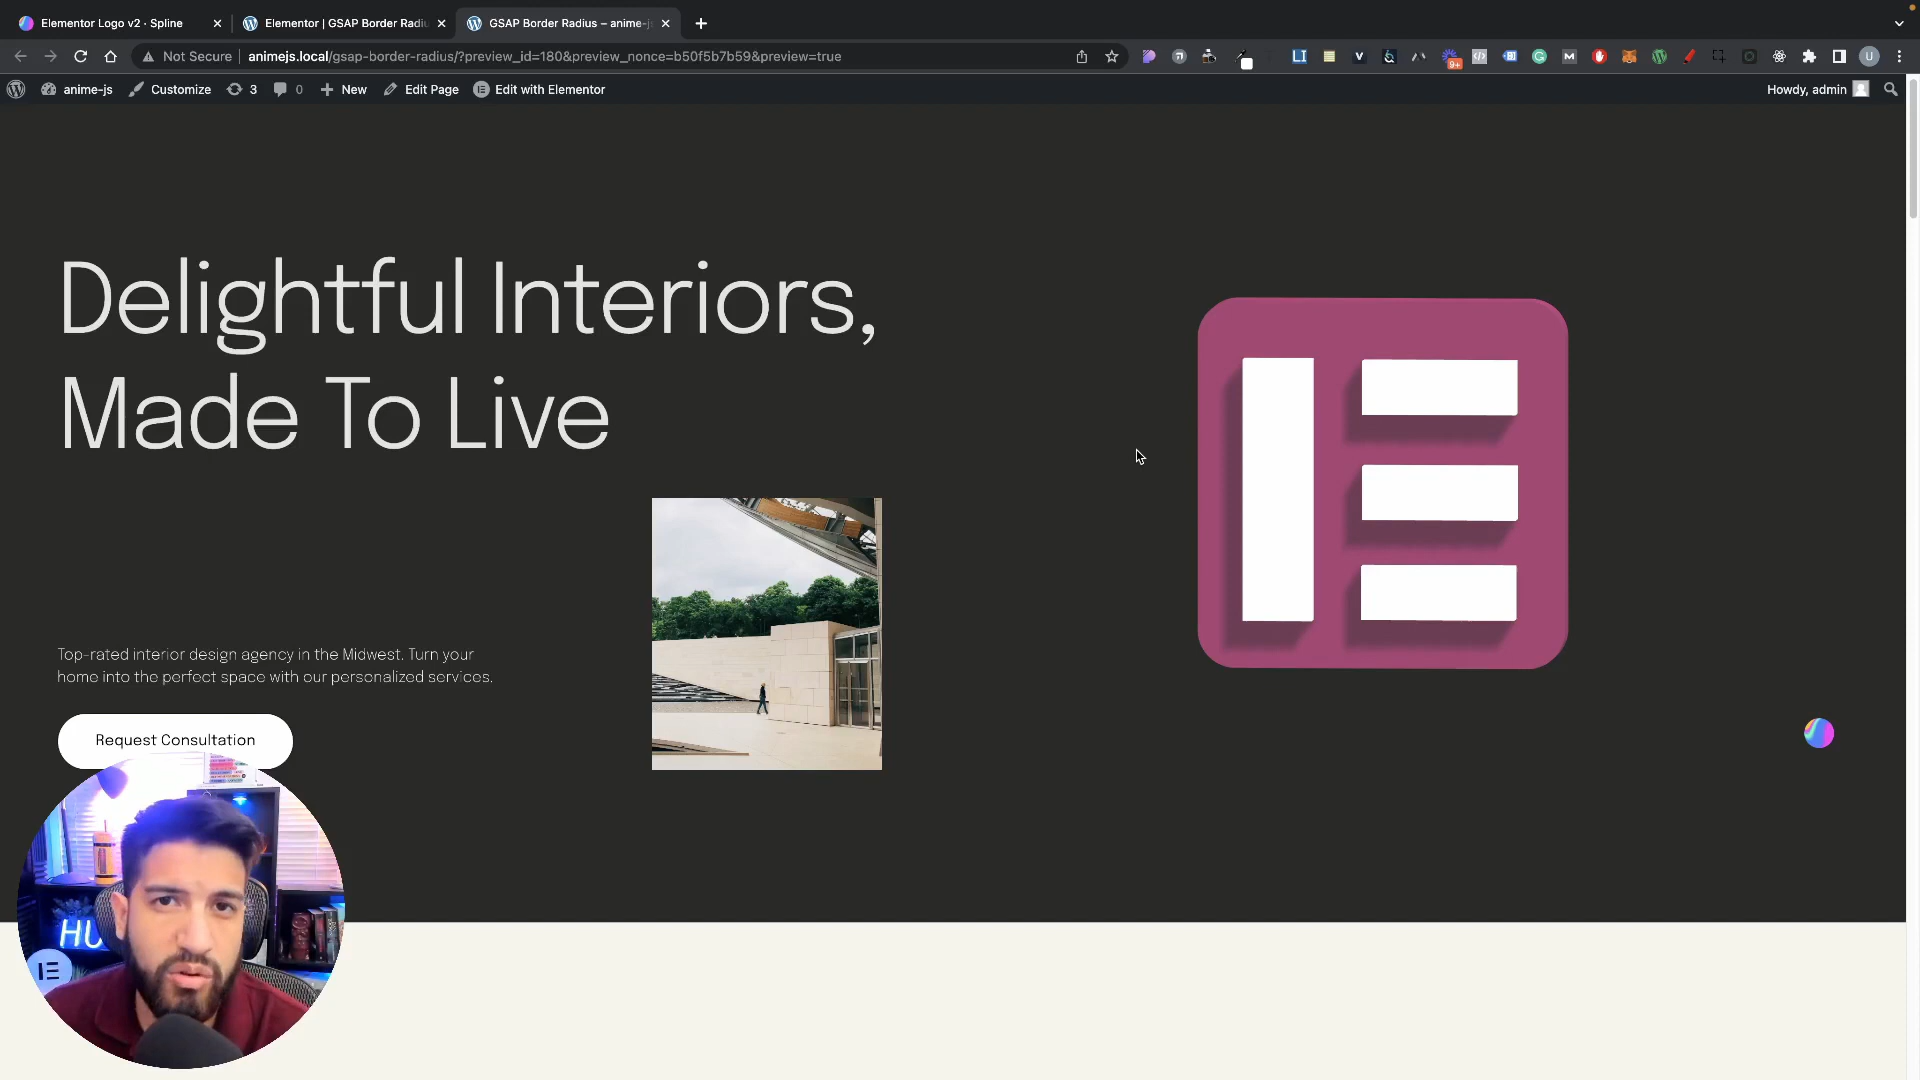 Elementor Logo v2 - Spline
Elementor | GSAP Border Radiu
GSAP Border Radius – anime-j
Not Secure
animejs.local/gsap-border-radius/?preview_id=180&preview_nonce=b50f5b7b59&preview=true
9+
U
anime-js
Customize
3
0
New
Edit Page
Edit with Elementor
Howdy, admin
Delightful Interiors,
Made To Live
Top-rated interior design agency in the Midwest. Turn your
home into the perfect space with our personalized services.
Request Consultation
HU